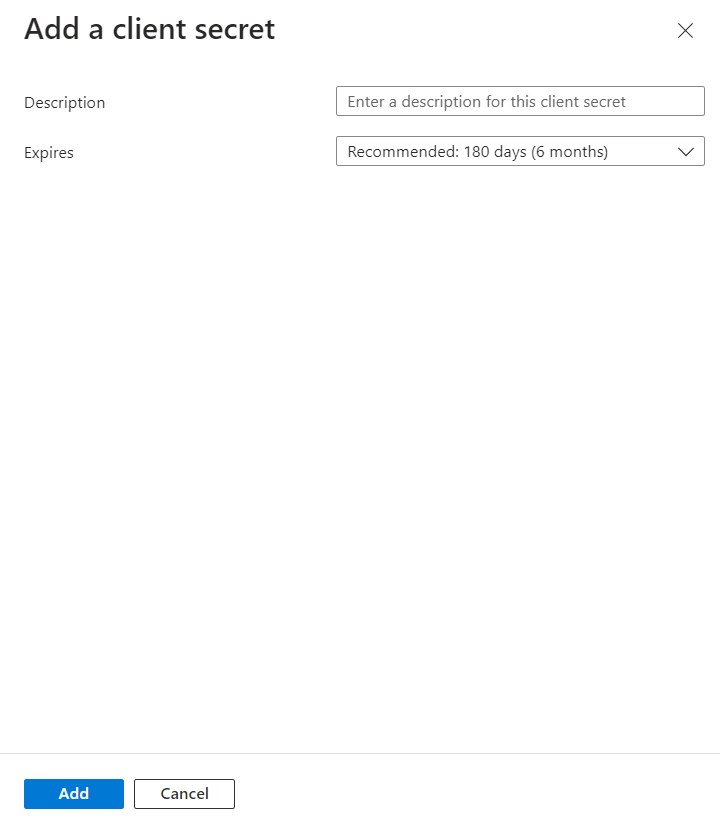 Add a client secret
Description
Enter a description for this client secret
Expires
Recommended: 180 days (6 months)
Add
Cancel